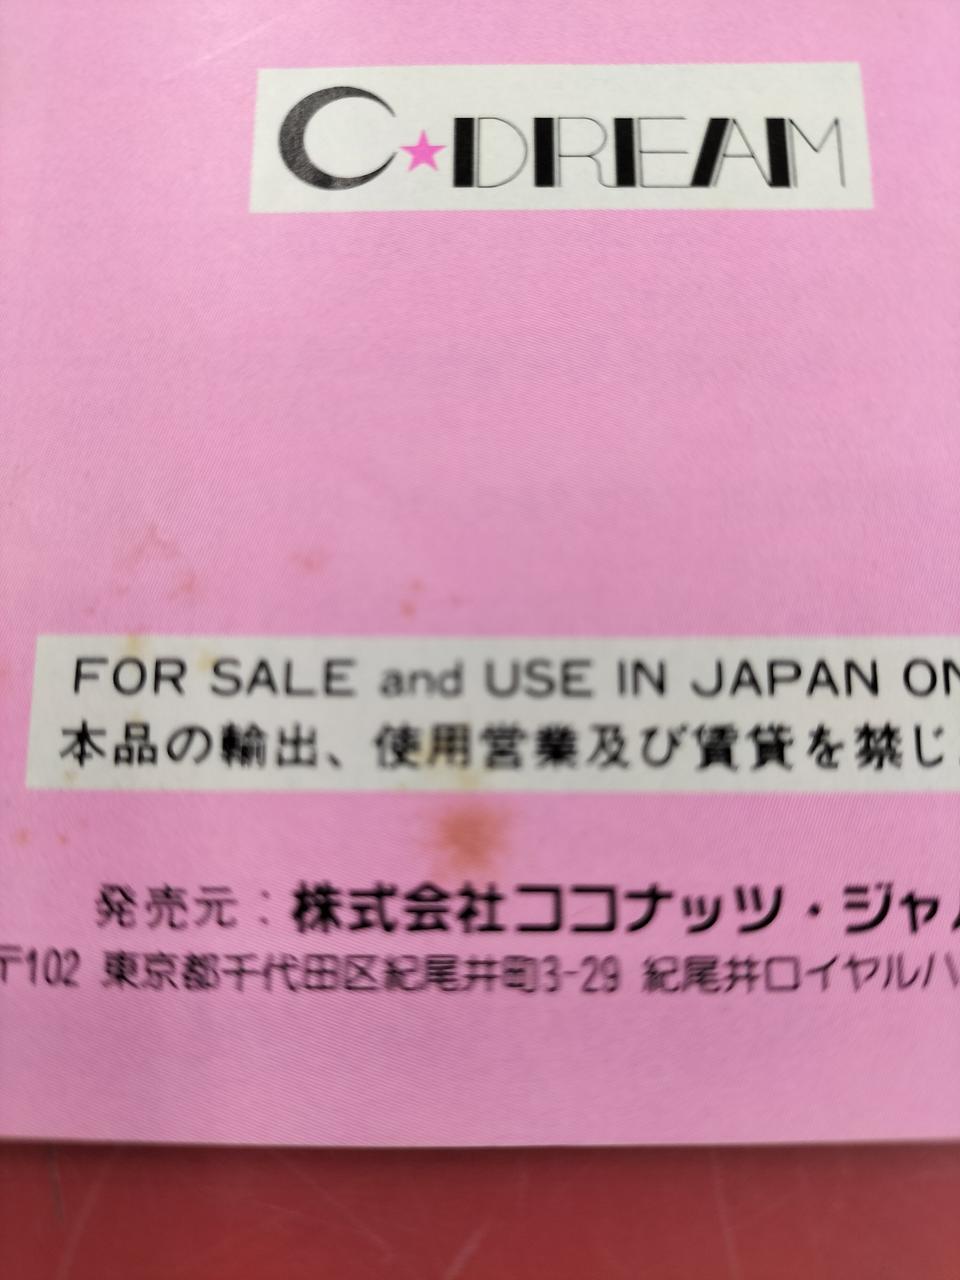 C★DREAM
FOR SALE and USE IN JAPAN ON
本品の輸出、使用営業及び賃貸を禁じ
発売元：株式会社ココナッツ・ジャ
〒102 東京都千代田区紀尾井町3-29 紀尾井ロイヤルハ